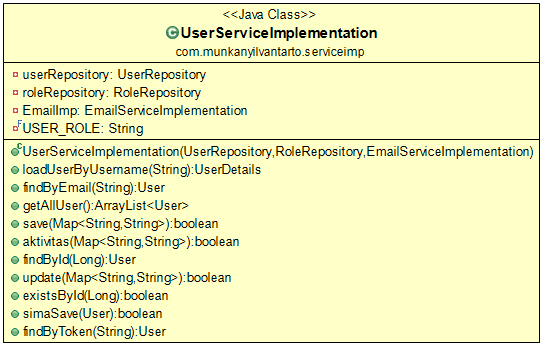 <<Java Class>>
UserServiceImplementation
com.munkanyilvantarto.serviceimp
userRepository: UserRepository
roleRepository: RoleRepository
EmailImp: EmailServiceImplementation
USER_ROLE: String
UserServiceImplementation(UserRepository,RoleRepository,EmailServiceImplementation)
loadUserByUsername(String):UserDetails
findByEmail(String):User
getAllUser():ArrayList<User>
save(Map<String,String>):boolean
aktivitas(Map<String,String>):boolean
findById(Long):User
update(Map<String,String>):boolean
existsById(Long):boolean
simaSave(User):boolean
findByToken(String):User